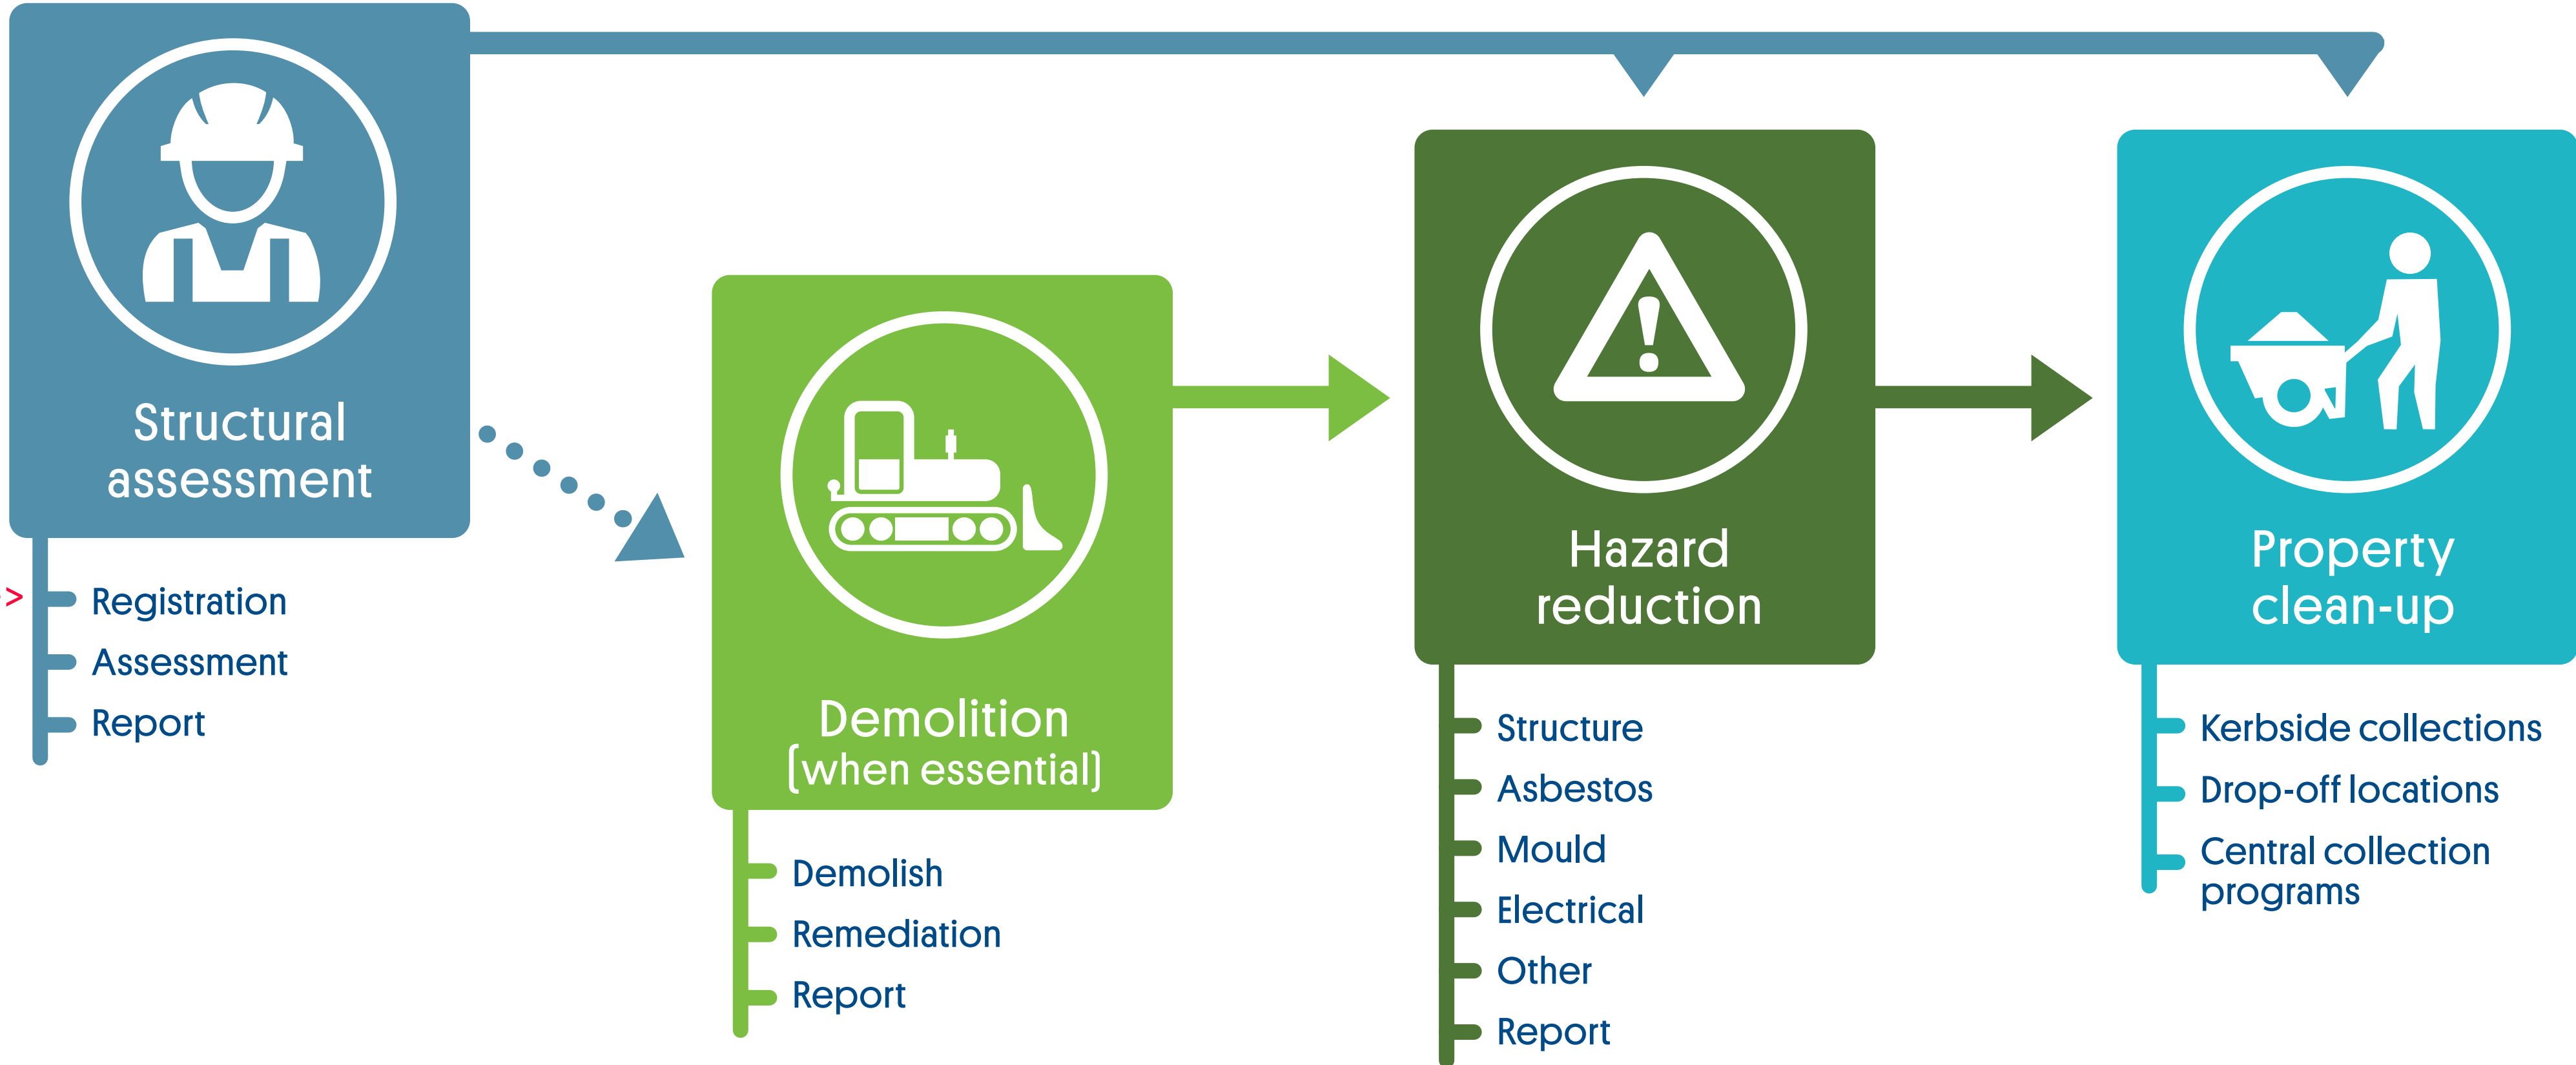 Structural
assessment
>
Registration
Assessment
Report
Demolition
(when essential)
Demolish
Remediation
Report
!
Hazard
reduction
Structure
Asbestos
Mould
Electrical
Other
Report
Property
clean-up
Kerbside collections
Drop-off locations
Central collection
programs